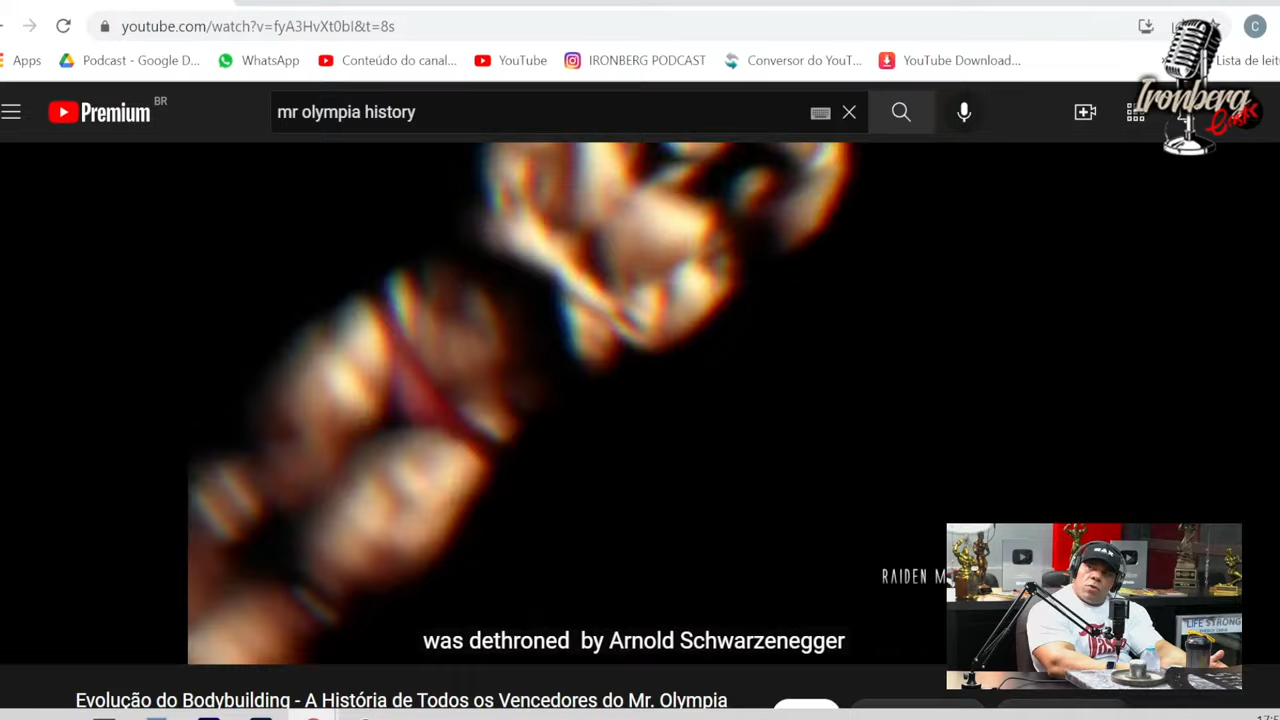 youtube.com/watch?v=fyA3HvXt0bI&t=8s
Apps Podcast - Google D... WhatsApp Conteúdo do canal... YouTube IRONBERG PODCAST Conversor do YouT... YouTube Download... » Lista de leit
Premium BR
mr olympia history
Ironberg
C
RAIDEN M
LIFE STRONG
was dethroned by Arnold Schwarzenegger
Evolução do Bodybuilding - A História de Todos os Vencedores do Mr. Olympia